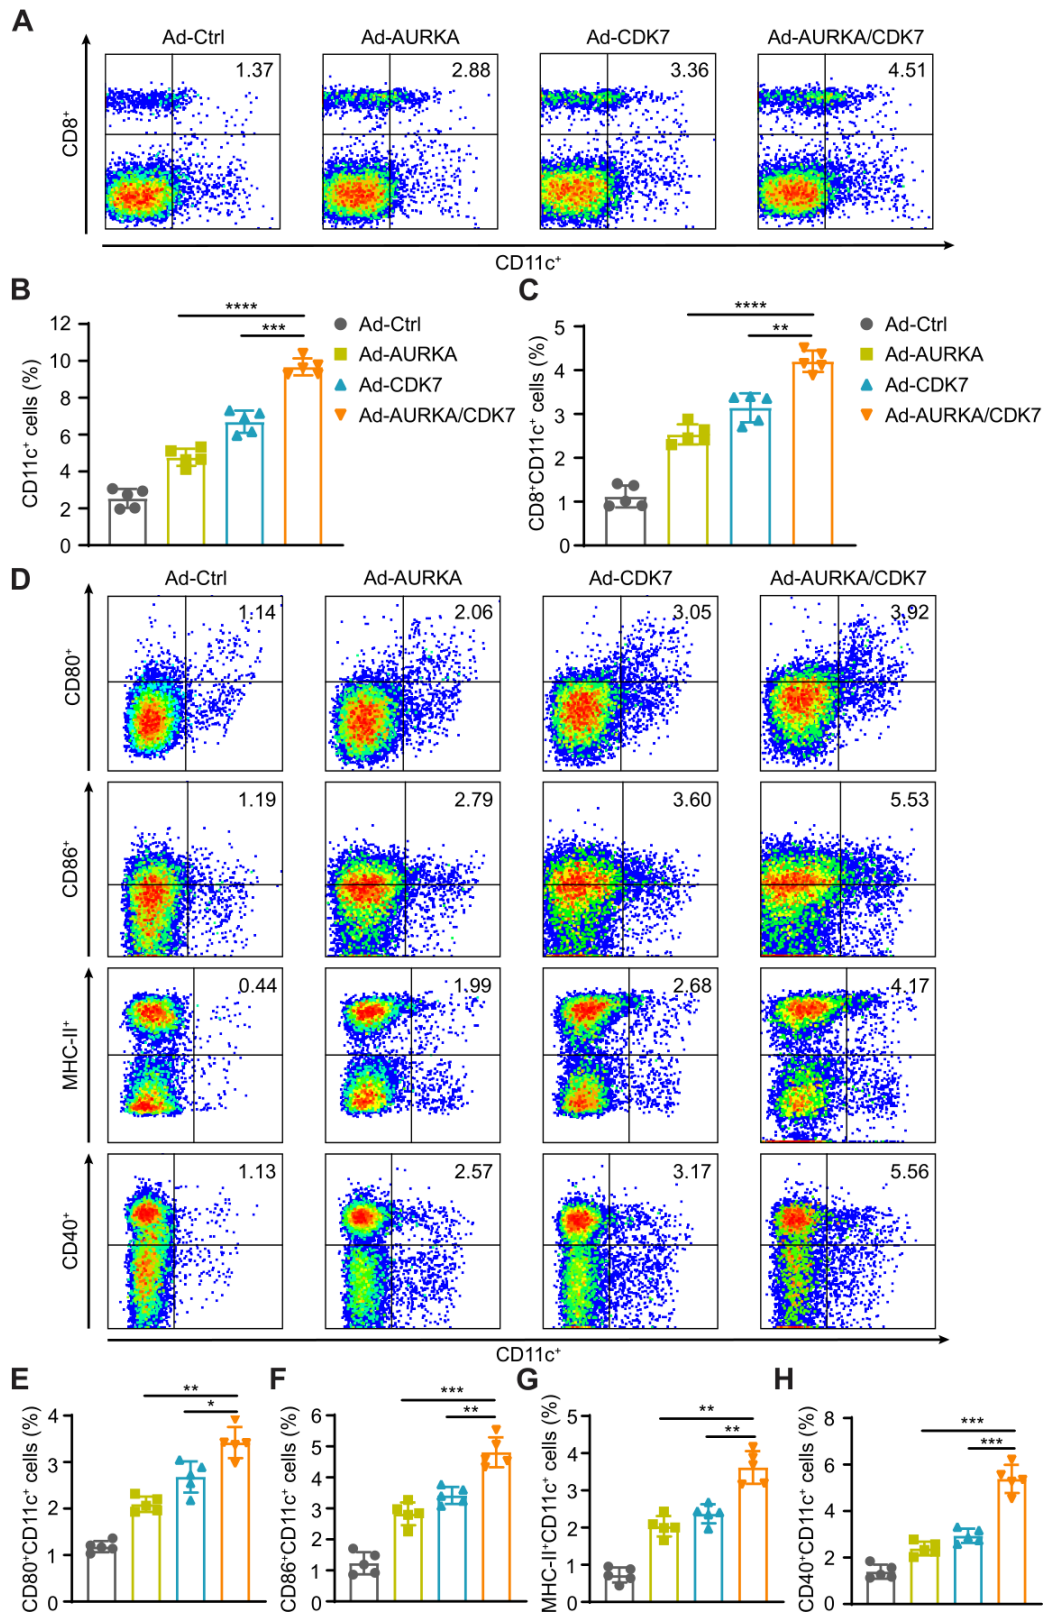 A
Ad-Ctrl Ad-AURKA Ad-CDK7 Ad-AURKA/CDK7
1.37 2.88 3.36 4.51
CD8⁺
CD11c⁺
B
**** 
***
CD11c⁺ cells (%)
12
10
8
6
4
2
0
C
****
**
CD8⁺CD11c⁺ cells (%)
5
4
3
2
1
0
Ad-Ctrl
Ad-AURKA
Ad-CDK7
Ad-AURKA/CDK7
Ad-Ctrl
Ad-AURKA
Ad-CDK7
Ad-AURKA/CDK7
D
Ad-Ctrl Ad-AURKA Ad-CDK7 Ad-AURKA/CDK7
CD80⁺
1.14 2.06 3.05 3.92
CD86⁺
1.19 2.79 3.60 5.53
MHC-II⁺
0.44 1.99 2.68 4.17
CD40⁺
1.13 2.57 3.17 5.56
CD11c⁺
E
**
*
CD80⁺CD11c⁺ cells (%)
4
3
2
1
0
F
***
**
CD86⁺CD11c⁺ cells (%)
6
5
4
3
2
1
0
G
**
**
MHC-II⁺CD11c⁺ cells (%)
5
4
3
2
1
0
H
***
***
CD40⁺CD11c⁺ cells (%)
8
6
4
2
0